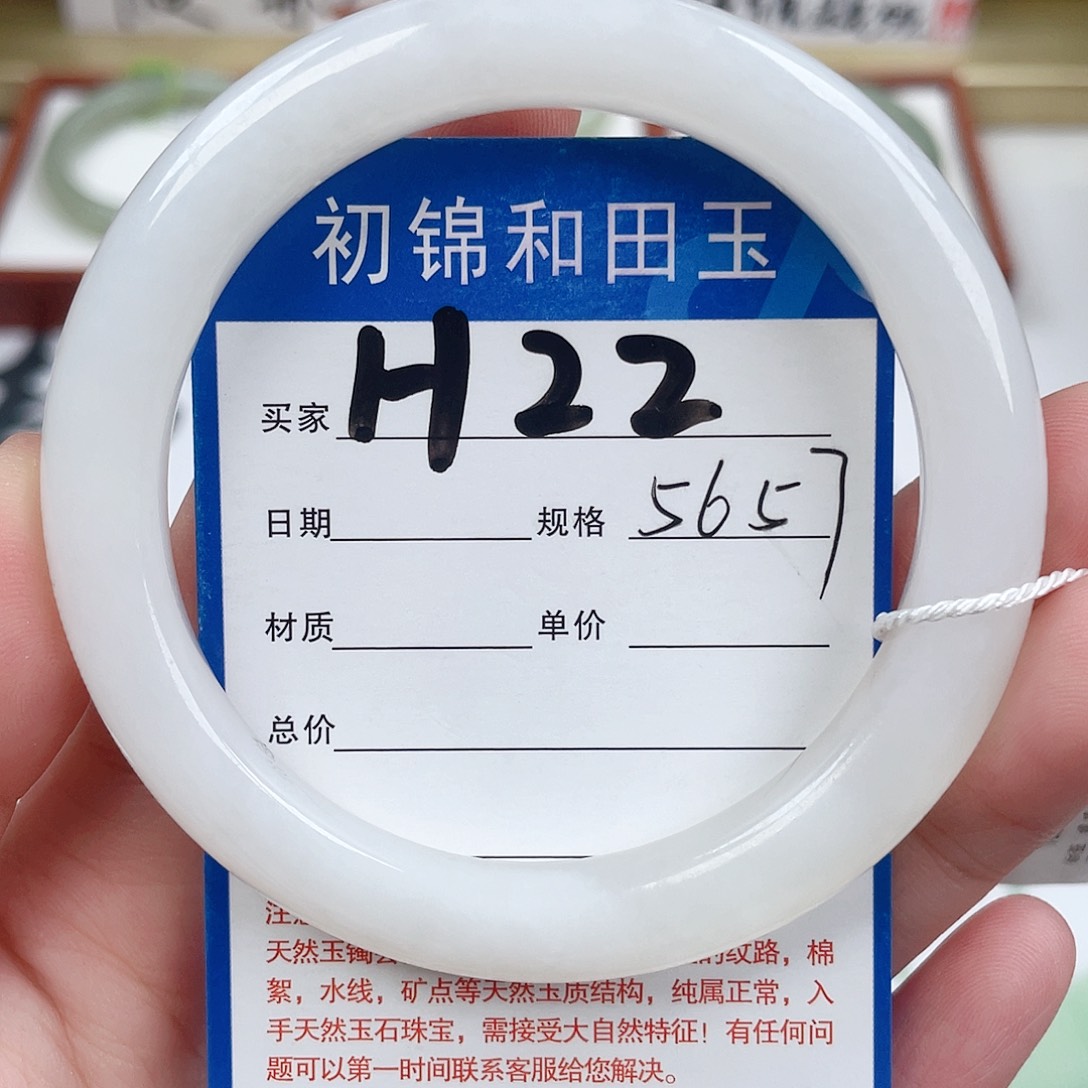 初锦和田玉
买家 H22
日期 规格 5657
材质 单价
总价
天然玉镯 的纹路，棉
絮，水线，矿点等天然玉质结构，纯属正常，入
手天然玉石珠宝，需接受大自然特征！有任何问
题可以第一时间联系客服给您解决。